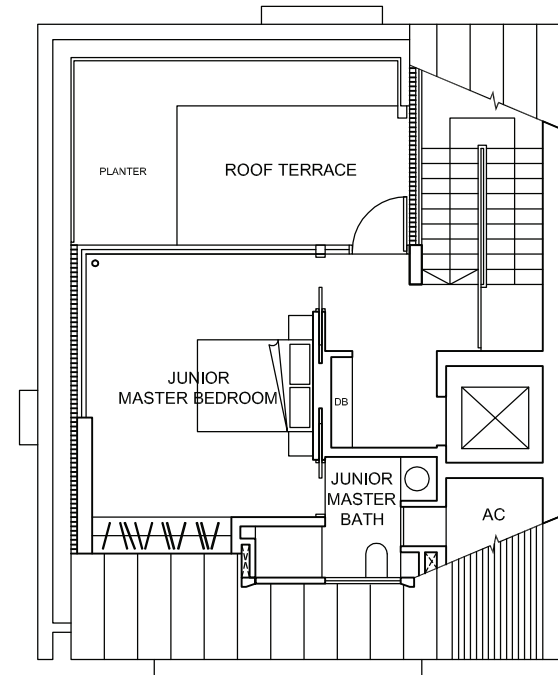 PLANTER
ROOF TERRACE
JUNIOR
MASTER BEDROOM
DB
JUNIOR
MASTER
BATH
AC